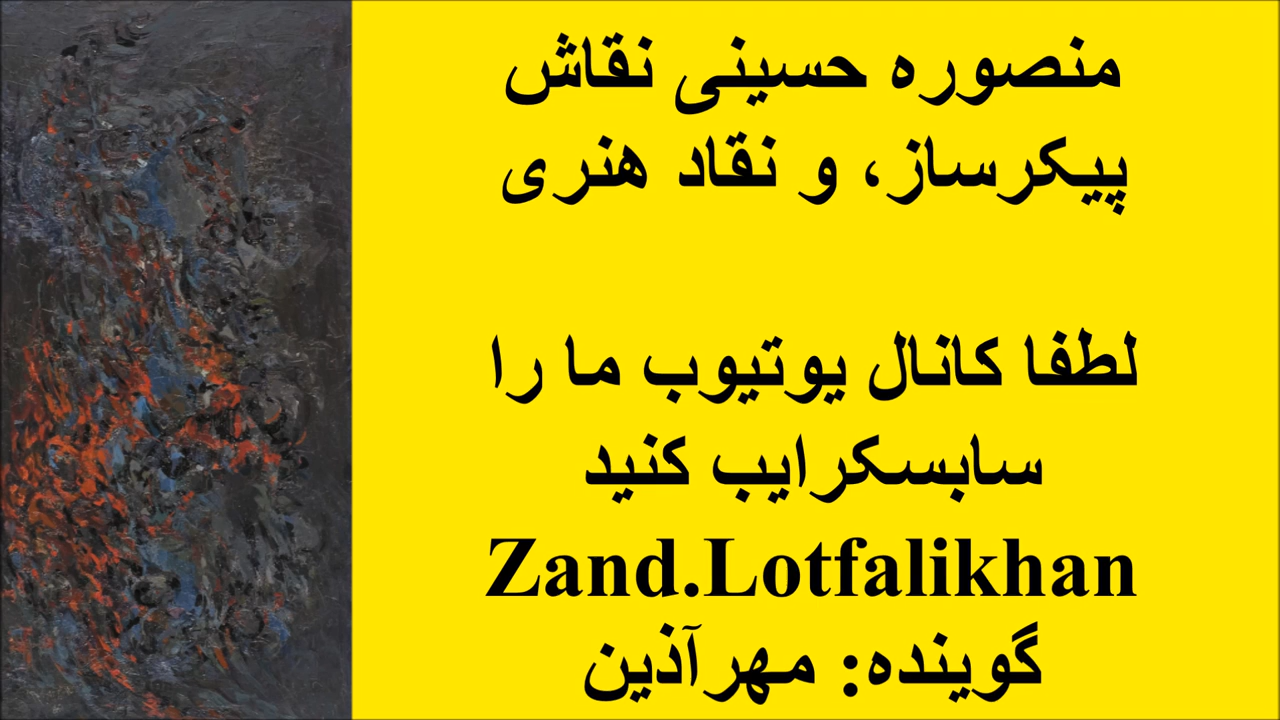 منصوره حسینی نقاش
پیکرساز، و نقاد هنری
لطفا کانال یوتیوب ما را
سابسکرایب کنید
Zand.Lotfalikhan
گوینده: مهرآذین